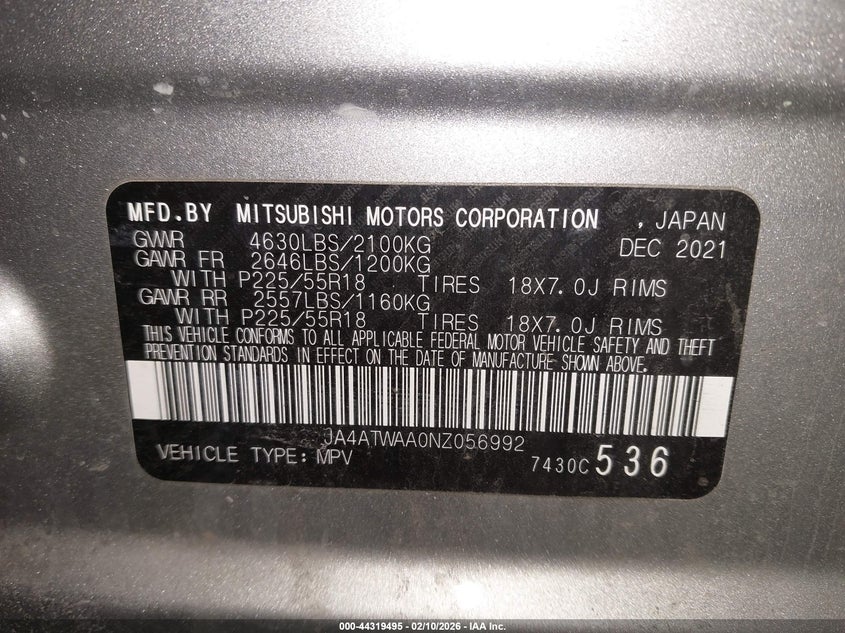 MFD.BY MITSUBISHI MOTORS CORPORATION , JAPAN
GVWR 4630LBS/2100KG DEC 2021
GAWR FR 2646LBS/1200KG
WITH P225/55R18 TIRES 18X7.0J RIMS
GAWR RR 2557LBS/1160KG
WITH P225/55R18 TIRES 18X7.0J RIMS
THIS VEHICLE CONFORMS TO ALL APPLICABLE FEDERAL MOTOR VEHICLE SAFETY AND THEFT
PREVENTION STANDARDS IN EFFECT ON THE DATE OF MANUFACTURE SHOWN ABOVE.
JA4ATWAA0NZ056992
VEHICLE TYPE: MPV 7430C 536
000-44319495 - 02/10/2026 - IAA Inc.